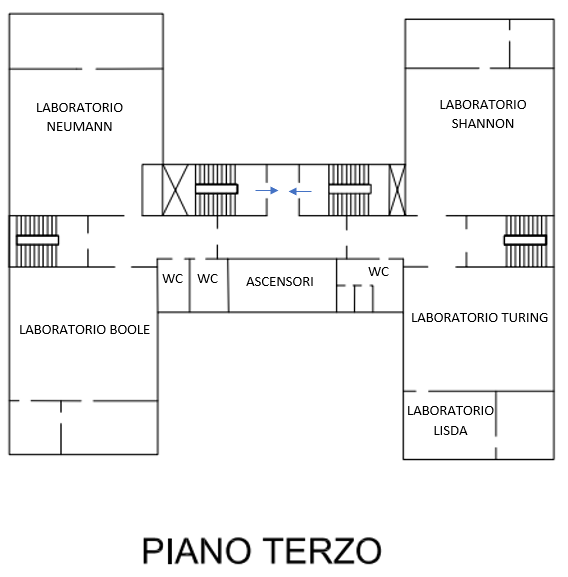 LABORATORIO
NEUMANN
LABORATORIO
SHANNON
WC
WC
ASCENSORI
WC
LABORATORIO BOOLE
LABORATORIO TURING
LABORATORIO
LISDA
PIANO TERZO